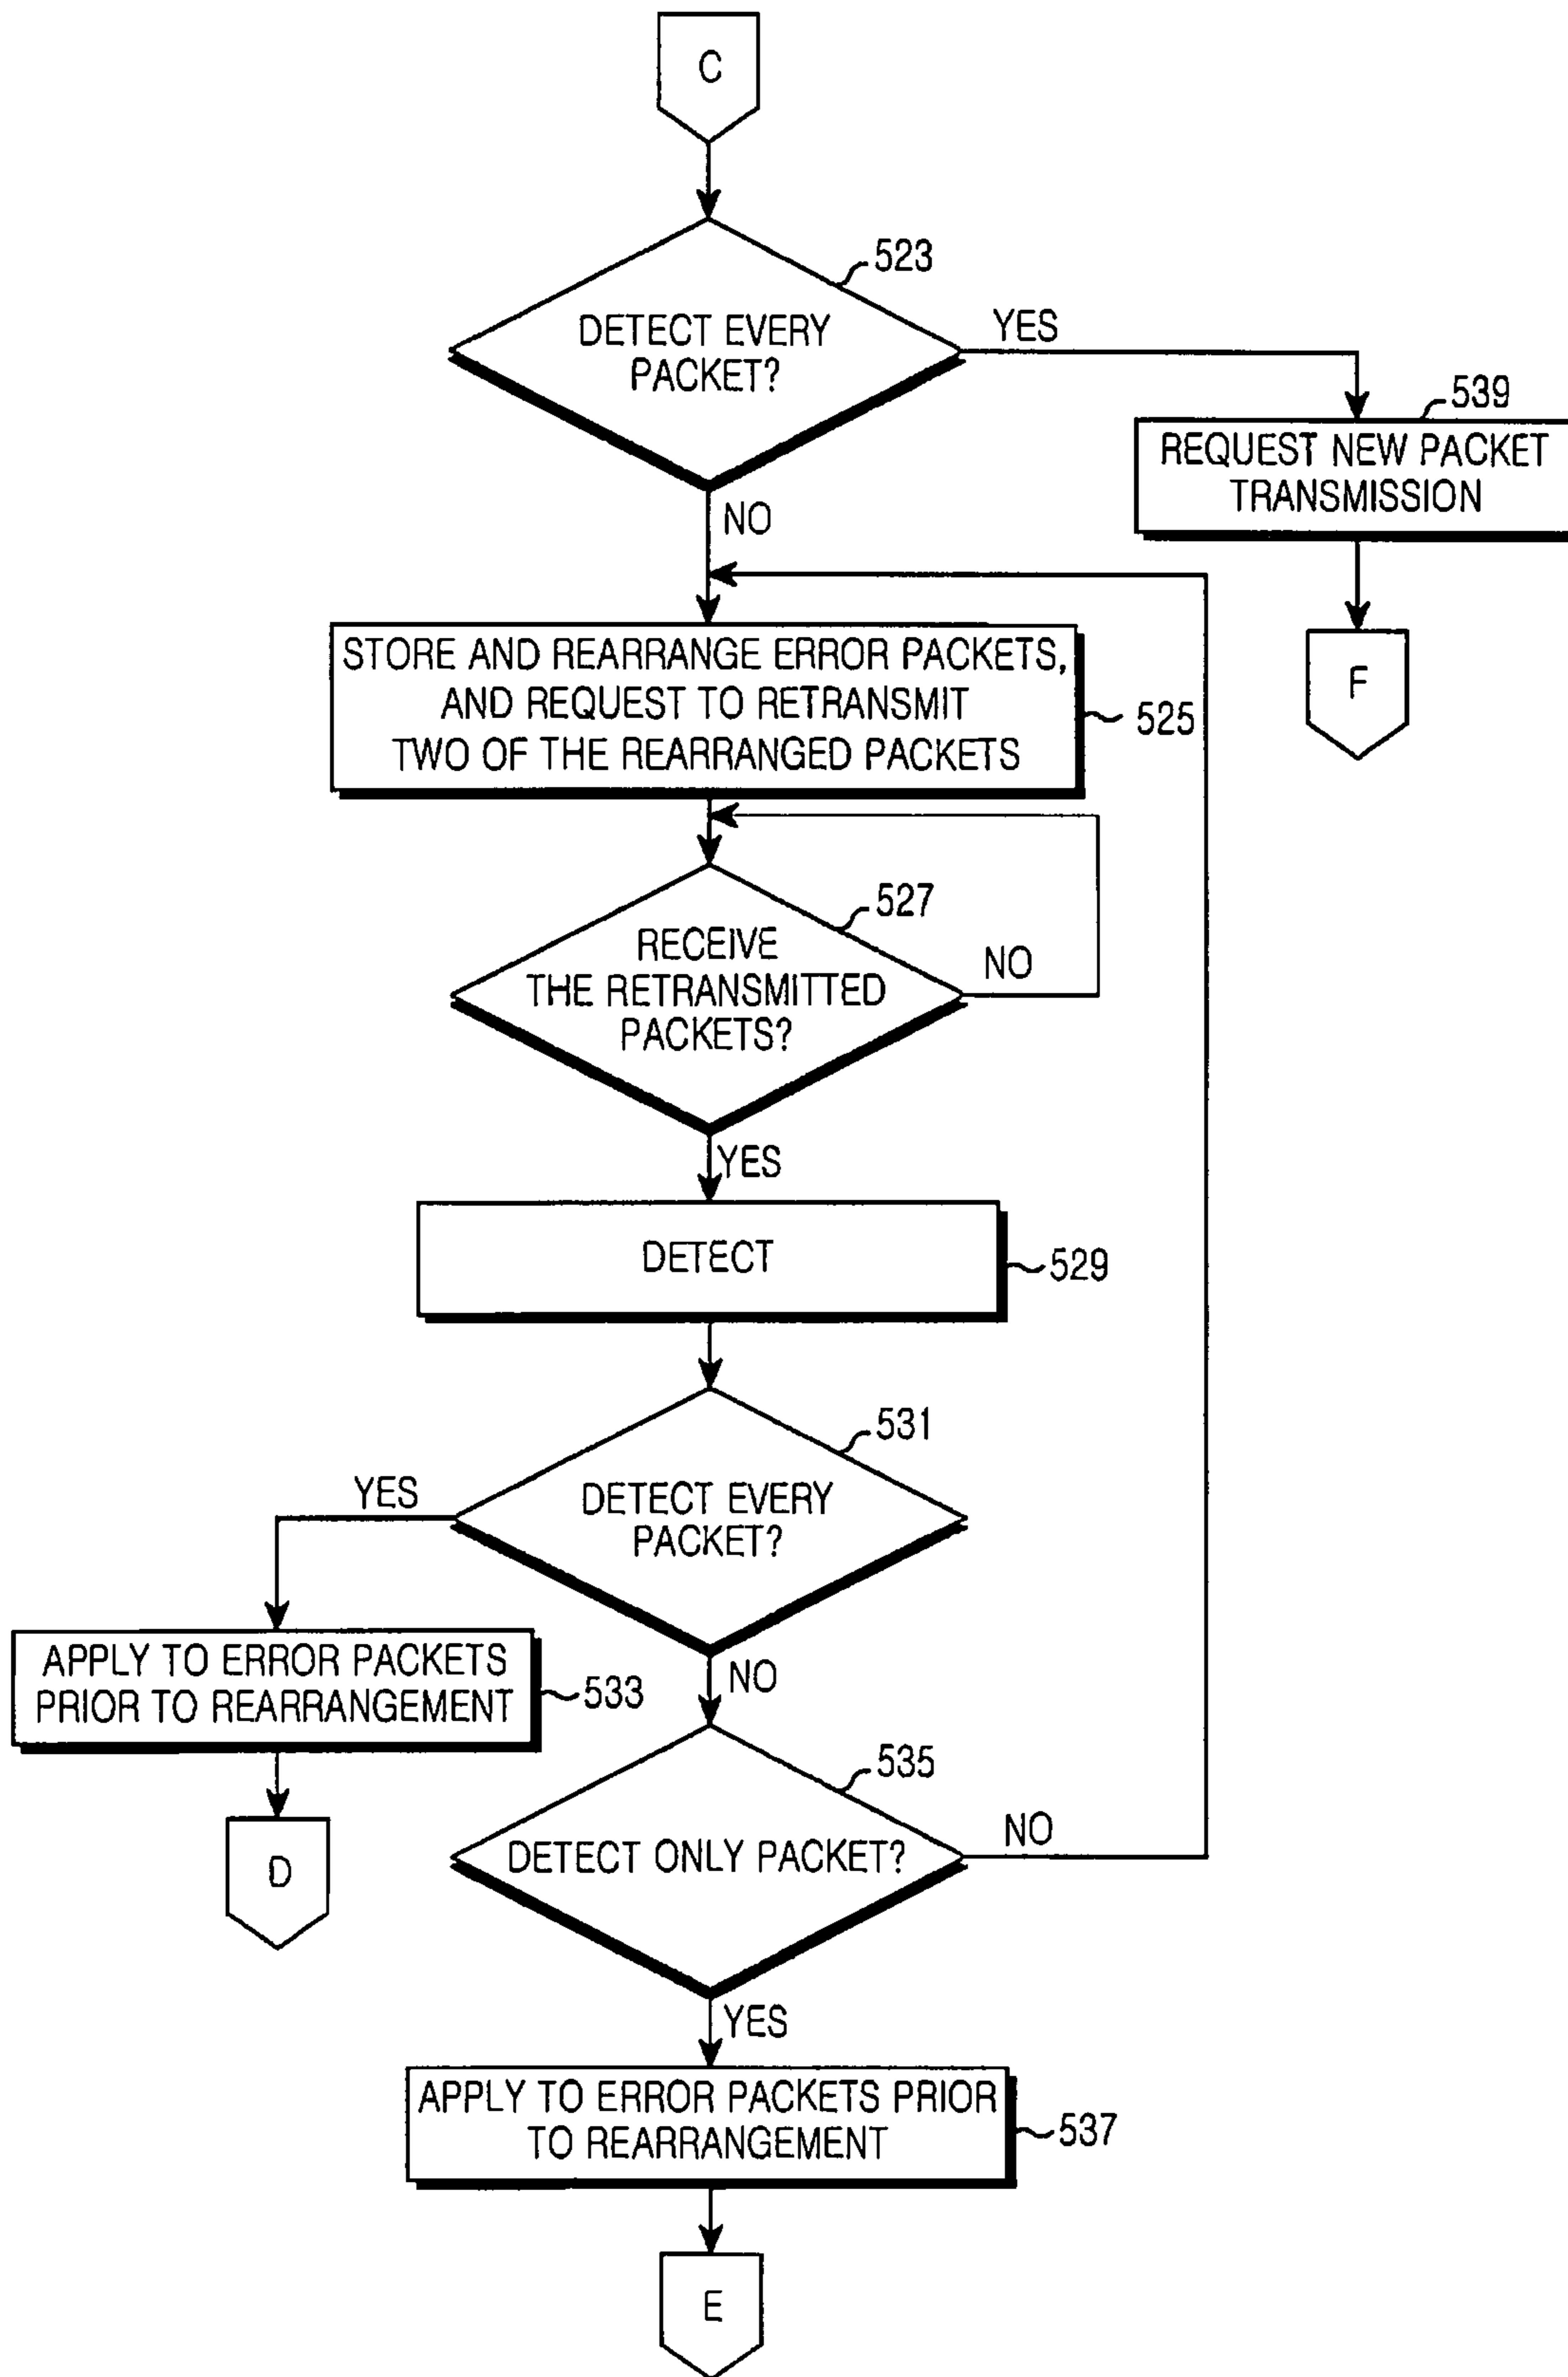 C
523
DETECT EVERY
PACKET?
YES
539
REQUEST NEW PACKET
TRANSMISSION
NO
F
STORE AND REARRANGE ERROR PACKETS,
AND REQUEST TO RETRANSMIT
TWO OF THE REARRANGED PACKETS
525
527
RECEIVE
THE RETRANSMITTED
PACKETS?
NO
YES
DETECT
529
531
YES
DETECT EVERY
PACKET?
APPLY TO ERROR PACKETS
PRIOR TO REARRANGEMENT
533
NO
535
D
DETECT ONLY PACKET?
NO
YES
APPLY TO ERROR PACKETS PRIOR
TO REARRANGEMENT
537
E